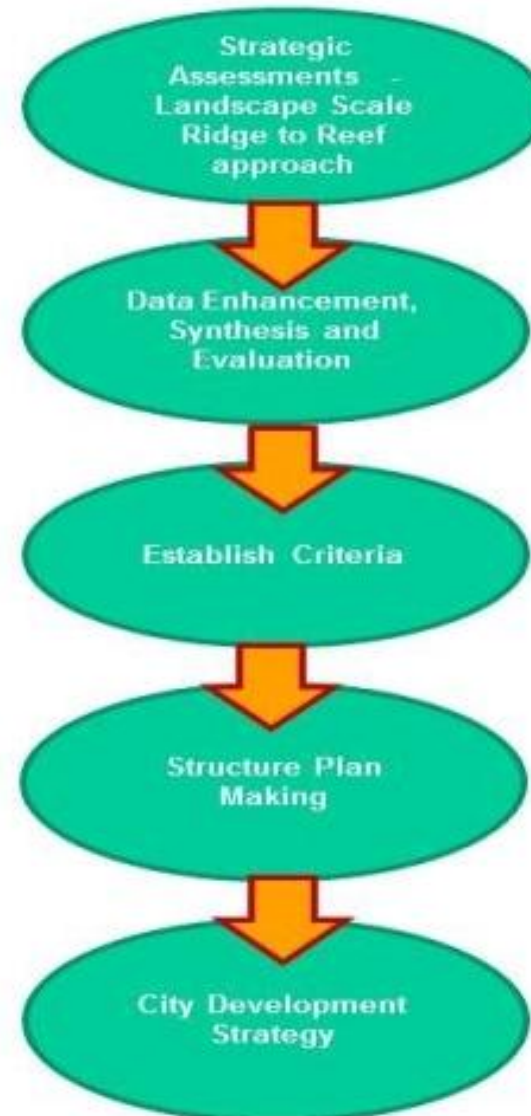 Strategic
Assessments -
Landscape Scale
Ridge to Reef
approach
Data Enhancement,
Synthesis and
Evaluation
Establish Criteria
Structure Plan
Making
City Development
Strategy